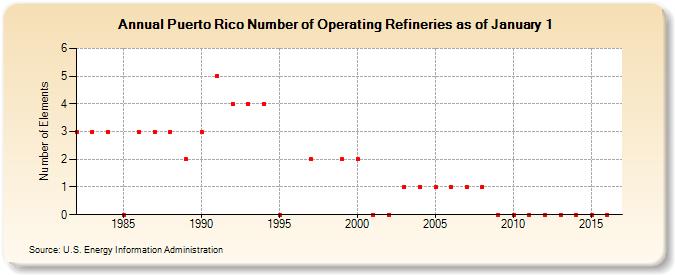 Annual Puerto Rico Number of Operating Refineries as of January 1
Number of Elements
6
5
4
3
2
1
0
1985 1990 1995 2000 2005 2010 2015
Source: U.S. Energy Information Administration